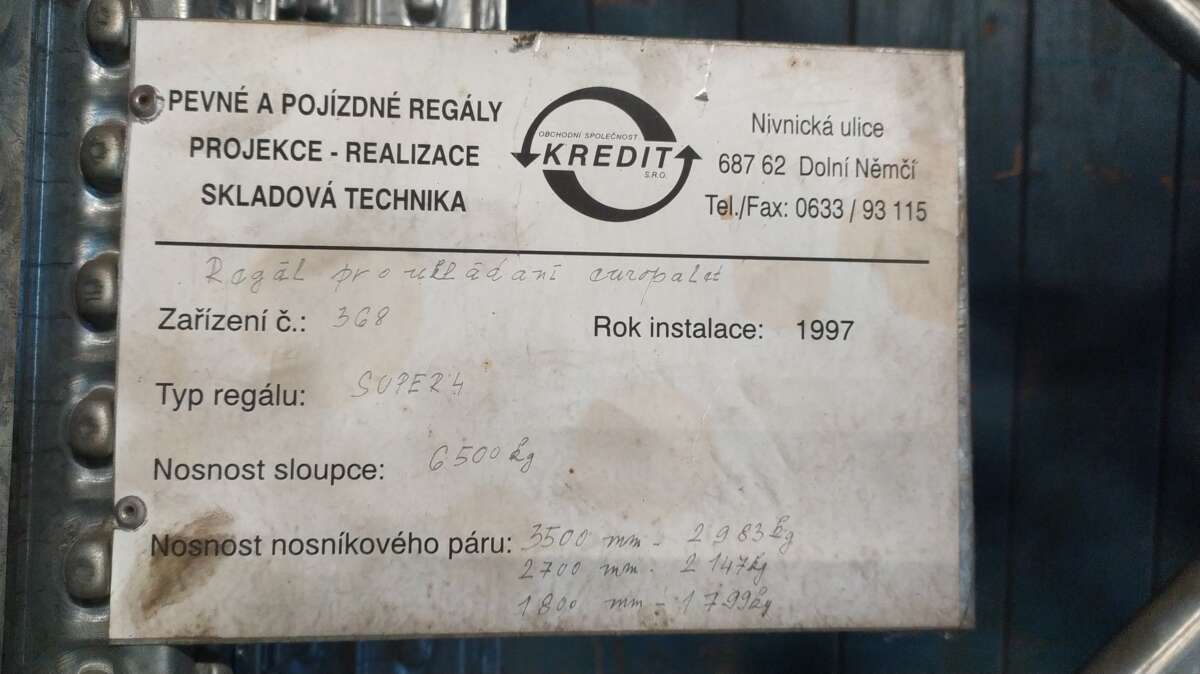 PEVNÉ A POJÍZDNÉ REGÁLY
PROJEKCE - REALIZACE
SKLADOVÁ TECHNIKA
OBCHODNÍ SPOLEČNOST
KREDIT
S.R.O.
Nivnická ulice
687 62 Dolní Němčí
Tel./Fax: 0633 / 93 115
Regál pro ukládání europalet
Zařízení č.: 368
Rok instalace: 1997
Typ regálu: SUPER 4
Nosnost sloupce: 6500 kg
Nosnost nosníkového páru: 3500 mm - 2983 kg
2700 mm - 2147 kg
1800 mm - 1799 kg